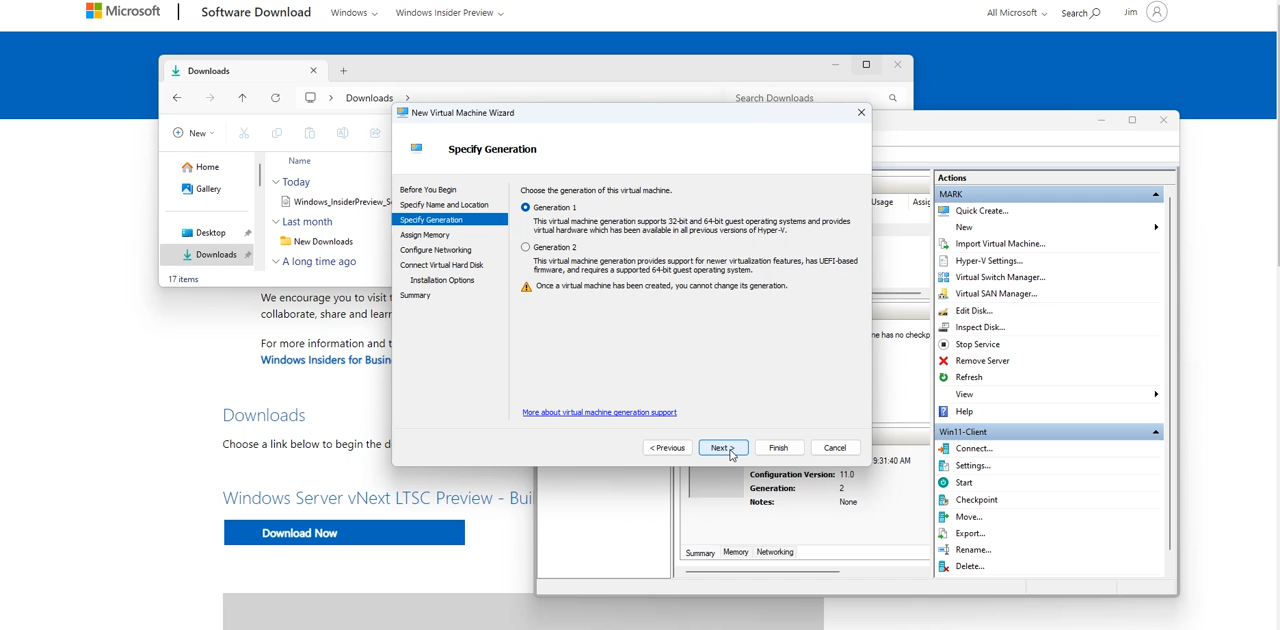 Microsoft
Software Download
Windows
Windows Insider Preview
All Microsoft
Search
Jim
Downloads
Downloads
Search Downloads
New
Home
Gallery
Desktop
Downloads
17 items
Name
Today
Windows_InsiderPreview_S
Last month
New Downloads
A long time ago
We encourage you to visit t
collaborate, share and learn
For more information and t
Windows Insiders for Busin
Downloads
Choose a link below to begin the d
Windows Server vNext LTSC Preview - Bui
Download Now
New Virtual Machine Wizard
Specify Generation
Before You Begin
Specify Name and Location
Specify Generation
Assign Memory
Configure Networking
Connect Virtual Hard Disk
Installation Options
Summary
Choose the generation of this virtual machine.
Generation 1
This virtual machine generation supports 32-bit and 64-bit guest operating systems and provides
virtual hardware which has been available in all previous versions of Hyper-V.
Generation 2
This virtual machine generation provides support for newer virtualization features, has UEFI-based
firmware, and requires a supported 64-bit guest operating system.
Once a virtual machine has been created, you cannot change its generation.
More about virtual machine generation support
< Previous
Next >
Finish
Cancel
Usage
Assig
ne has no checkp
9:31:40 AM
Configuration Version: 11.0
Generation: 2
Notes: None
Summary Memory Networking
Actions
MARK
Quick Create...
New
Import Virtual Machine...
Hyper-V Settings...
Virtual Switch Manager...
Virtual SAN Manager...
Edit Disk...
Inspect Disk...
Stop Service
Remove Server
Refresh
View
Help
Win11-Client
Connect...
Settings...
Start
Checkpoint
Move...
Export...
Rename...
Delete...